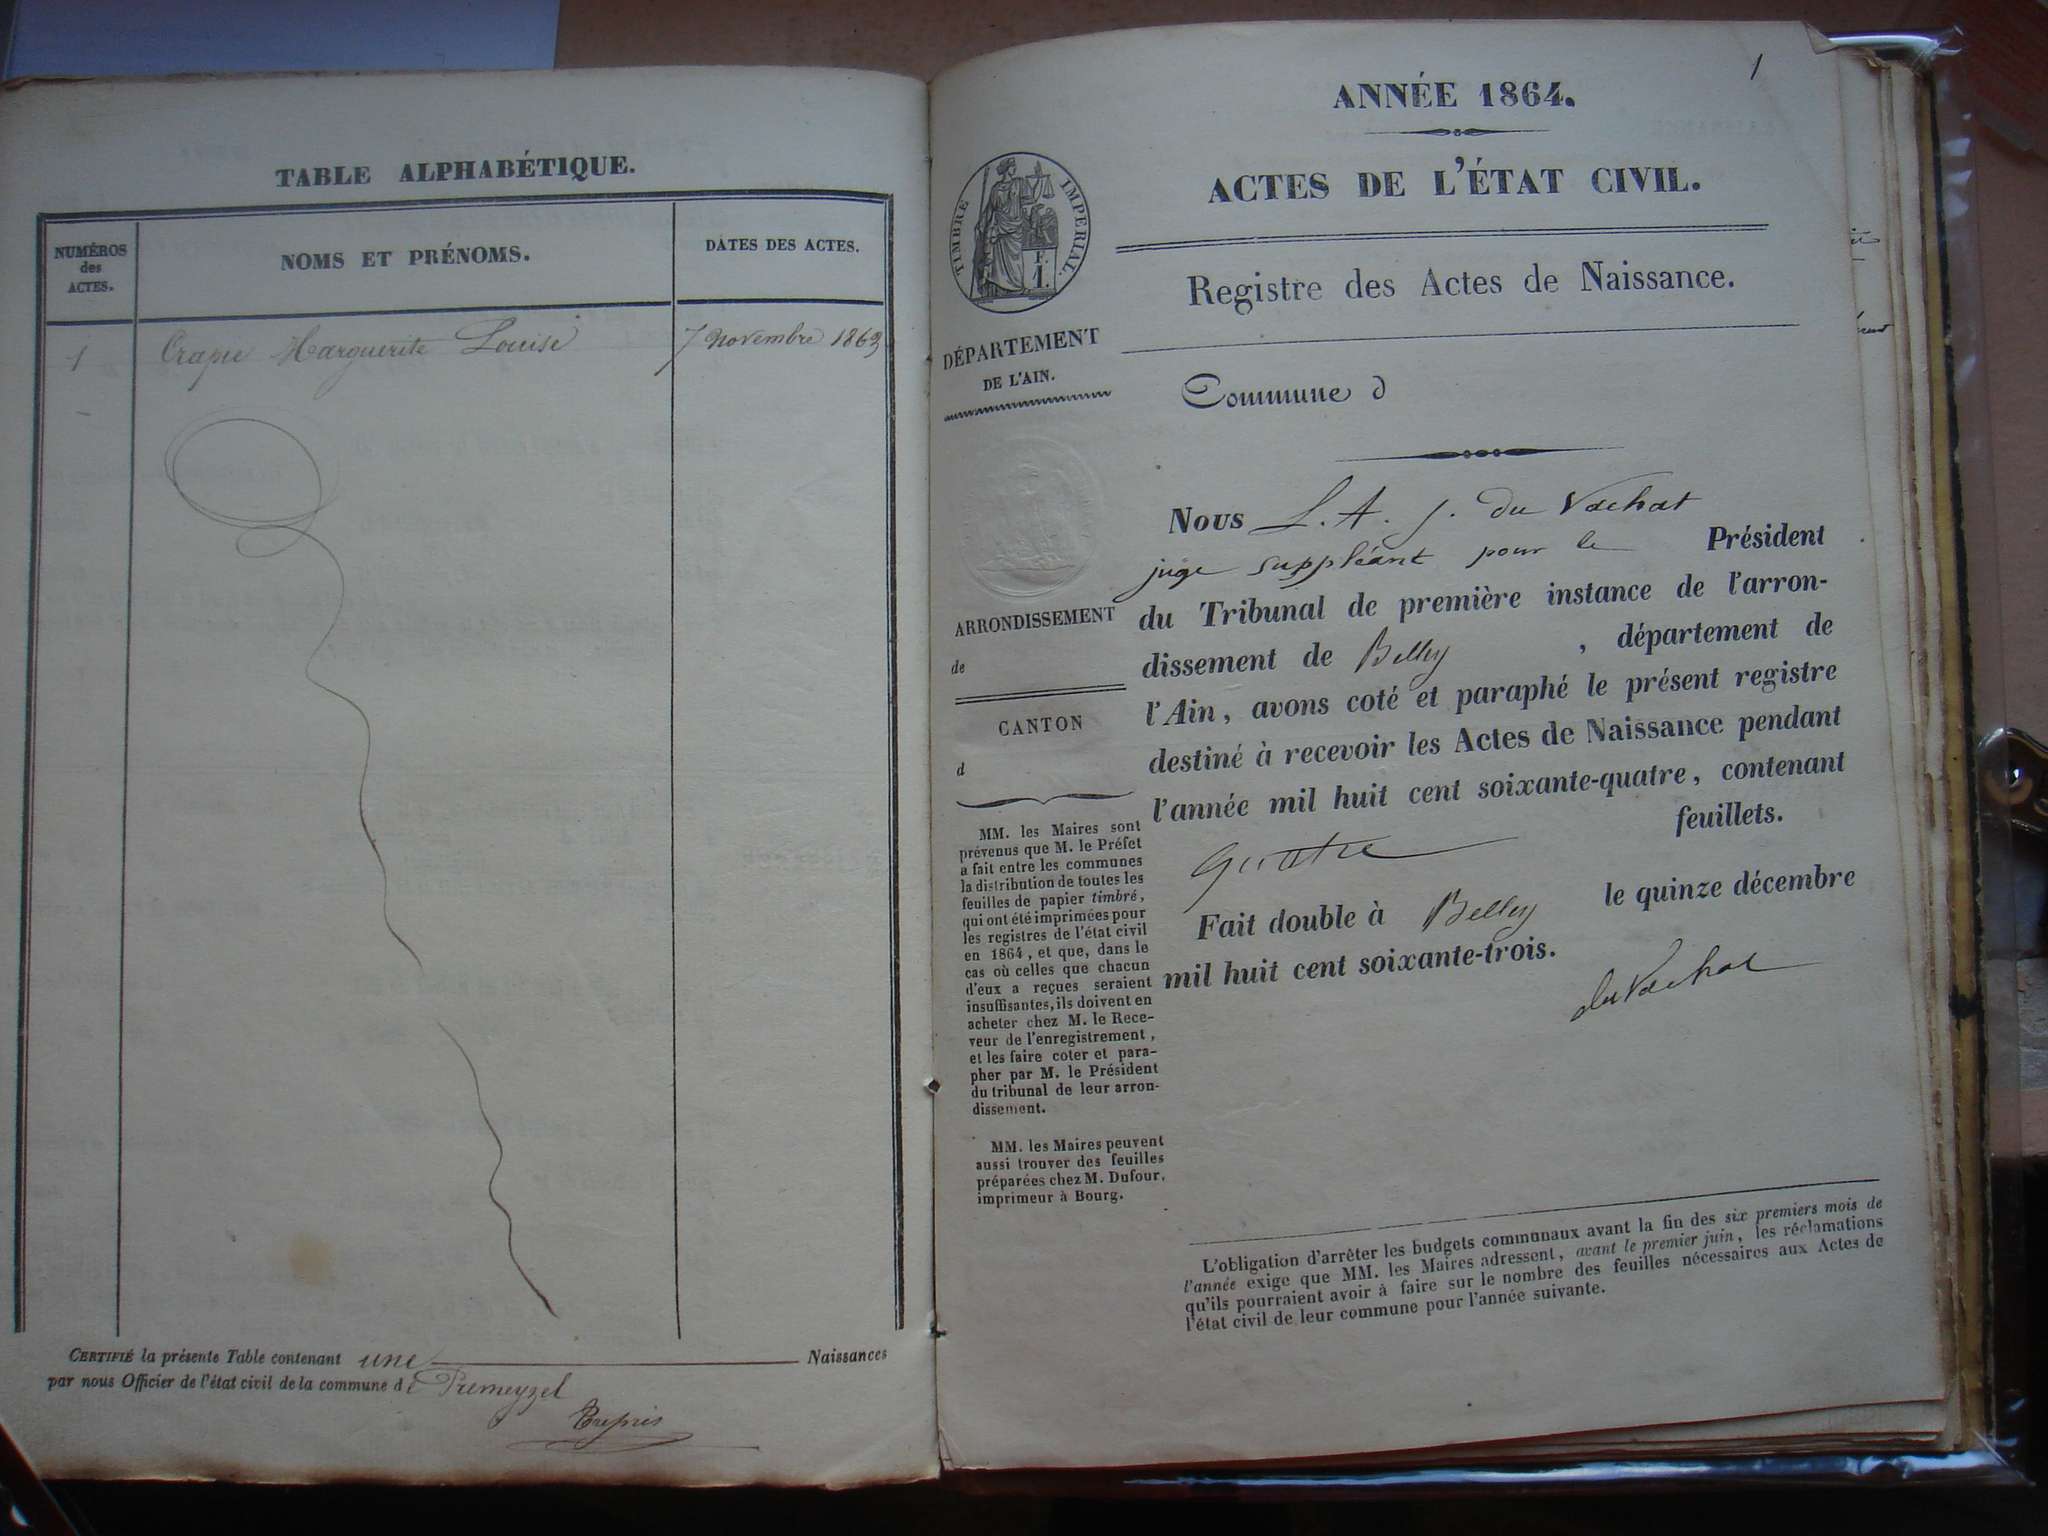 TABLE ALPHABÉTIQUE.
NUMÉROS
des
ACTES.
NOMS ET PRÉNOMS.
DATES DES ACTES.
1 Crapie Marguerite Louise 7 novembre 1863
CERTIFIÉ la présente Table contenant une Naissances
par nous Officier de l'état civil de la commune de Premeyzel
1
ANNÉE 1864.
ACTES DE L'ÉTAT CIVIL.
Registre des Actes de Naissance.
TIMBRE IMPERIAL.
F.
1.
DÉPARTEMENT
DE L'AIN.
Commune d
Nous L. A. J. du Vachat
juge suppléant pour le Président
du Tribunal de première instance de l'arron-
dissement de Belley , département de
l'Ain, avons coté et paraphé le présent registre
destiné à recevoir les Actes de Naissance pendant
l'année mil huit cent soixante-quatre, contenant
quatre feuillets.
Fait double à Belley le quinze décembre
mil huit cent soixante-trois.
du Vachat
ARRONDISSEMENT
de
CANTON
d
MM. les Maires sont
prévenus que M. le Préfet
a fait entre les communes
la distribution de toutes les
feuilles de papier timbré,
qui ont été imprimées pour
les registres de l'état civil
en 1864, et que, dans le
cas où celles que chacun
d'eux a reçues seraient
insuffisantes, ils doivent en
acheter chez M. le Rece-
veur de l'enregistrement,
et les faire coter et para-
pher par M. le Président
du tribunal de leur arron-
dissement.
MM. les Maires peuvent
aussi trouver des feuilles
préparées chez M. Dufour,
imprimeur à Bourg.
L'obligation d'arrêter les budgets communaux avant la fin des six premiers mois de
l'année exige que MM. les Maires adressent, avant le premier juin, les réclamations
qu'ils pourraient avoir à faire sur le nombre des feuilles nécessaires aux Actes de
l'état civil de leur commune pour l'année suivante.